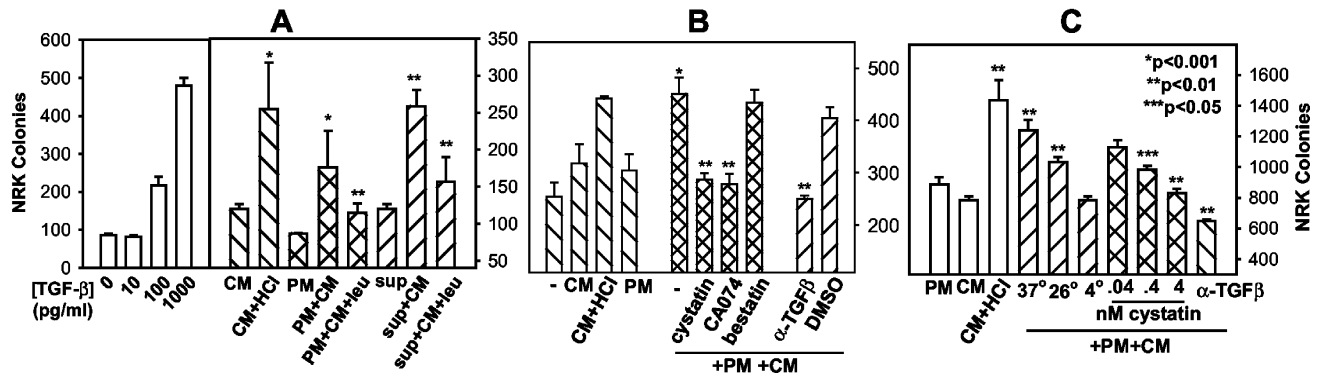 A
B
C
NRK Colonies
600
500
400
300
200
100
0
* * ** ** **
350
300
250
200
150
100
50
[TGF-β]
(pg/ml)
0 10 100 1000
CM CM+HCl PM PM+CM PM+CM+leu sup sup+CM sup+CM+leu
* ** ** **
500
400
300
200
- CM CM+HCl PM - cystatin CA074 bestatin α-TGFβ DMSO
+PM +CM
*p<0.001
**p<0.01
***p<0.05
** ** ** *** ** **
1600
1400
1200
1000
800
600
400
NRK Colonies
PM CM CM+HCl 37° 26° 4° .04 .4 4 α-TGFβ
nM cystatin
+PM+CM